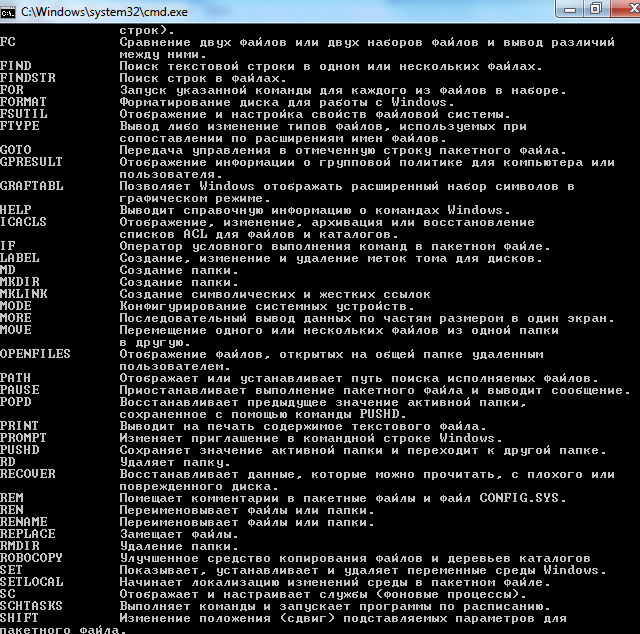 C:\Windows\system32\cmd.exe
строк).
FC Сравнение двух файлов или двух наборов файлов и вывод различий
между ними.
FIND Поиск текстовой строки в одном или нескольких файлах.
FINDSTR Поиск строк в файлах.
FOR Запуск указанной команды для каждого из файлов в наборе.
FORMAT Форматирование диска для работы с Windows.
FSUTIL Отображение и настройка свойств файловой системы.
FTYPE Вывод либо изменение типов файлов, используемых при
сопоставлении по расширениям имен файлов.
GOTO Передача управления в отмеченную строку пакетного файла.
GPRESULT Отображение информации о групповой политике для компьютера или
пользователя.
GRAFTABL Позволяет Windows отображать расширенный набор символов в
графическом режиме.
HELP Выводит справочную информацию о командах Windows.
ICACLS Отображение, изменение, архивация или восстановление
списков ACL для файлов и каталогов.
IF Оператор условного выполнения команд в пакетном файле.
LABEL Создание, изменение и удаление меток тома для дисков.
MD Создание папки.
MKDIR Создание папки.
MKLINK Создание символических и жестких ссылок
MODE Конфигурирование системных устройств.
MORE Последовательный вывод данных по частям размером в один экран.
MOVE Перемещение одного или нескольких файлов из одной папки
в другую.
OPENFILES Отображение файлов, открытых на общей папке удаленным
пользователем.
PATH Отображает или устанавливает путь поиска исполняемых файлов.
PAUSE Приостанавливает выполнение пакетного файла и выводит сообщение.
POPD Восстанавливает предыдущее значение активной папки,
сохраненное с помощью команды PUSHD.
PRINT Выводит на печать содержимое текстового файла.
PROMPT Изменяет приглашение в командной строке Windows.
PUSHD Сохраняет значение активной папки и переходит к другой папке.
RD Удаляет папку.
RECOVER Восстанавливает данные, которые можно прочитать, с плохого или
поврежденного диска.
REM Помещает комментарии в пакетные файлы и файл CONFIG.SYS.
REN Переименовывает файлы или папки.
RENAME Переименовывает файлы или папки.
REPLACE Замещает файлы.
RMDIR Удаление папки.
ROBOCOPY Улучшенное средство копирования файлов и деревьев каталогов
SET Показывает, устанавливает и удаляет переменные среды Windows.
SETLOCAL Начинает локализацию изменений среды в пакетном файле.
SC Отображает и настраивает службы (фоновые процессы).
SCHTASKS Выполняет команды и запускает программы по расписанию.
SHIFT Изменение положения (сдвиг) подставляемых параметров для
пакетного файла.